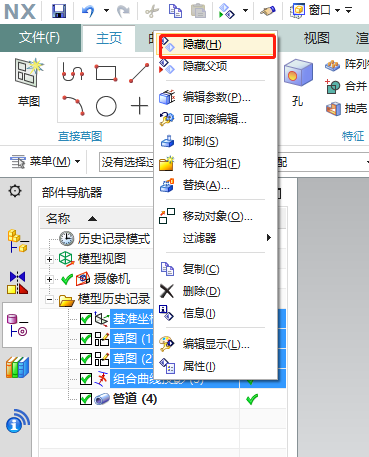 NX
窗口
文件(F)
主页
视图
渲
草图
直接草图
孔
阵列特
合并
抽壳
特征
菜单(M)
没有选择过
配
隐藏(H)
隐藏父项
编辑参数(P)...
可回滚编辑...
抑制(S)
特征分组(F)
替换(A)...
移动对象(O)...
过滤器
复制(C)
删除(D)
信息(I)
编辑显示(L)...
属性(I)
部件导航器
名称
历史记录模式
模型视图
摄像机
模型历史记录
基准坐标
草图 (1)
草图 (2
组合曲线投影 (3)
管道 (4)